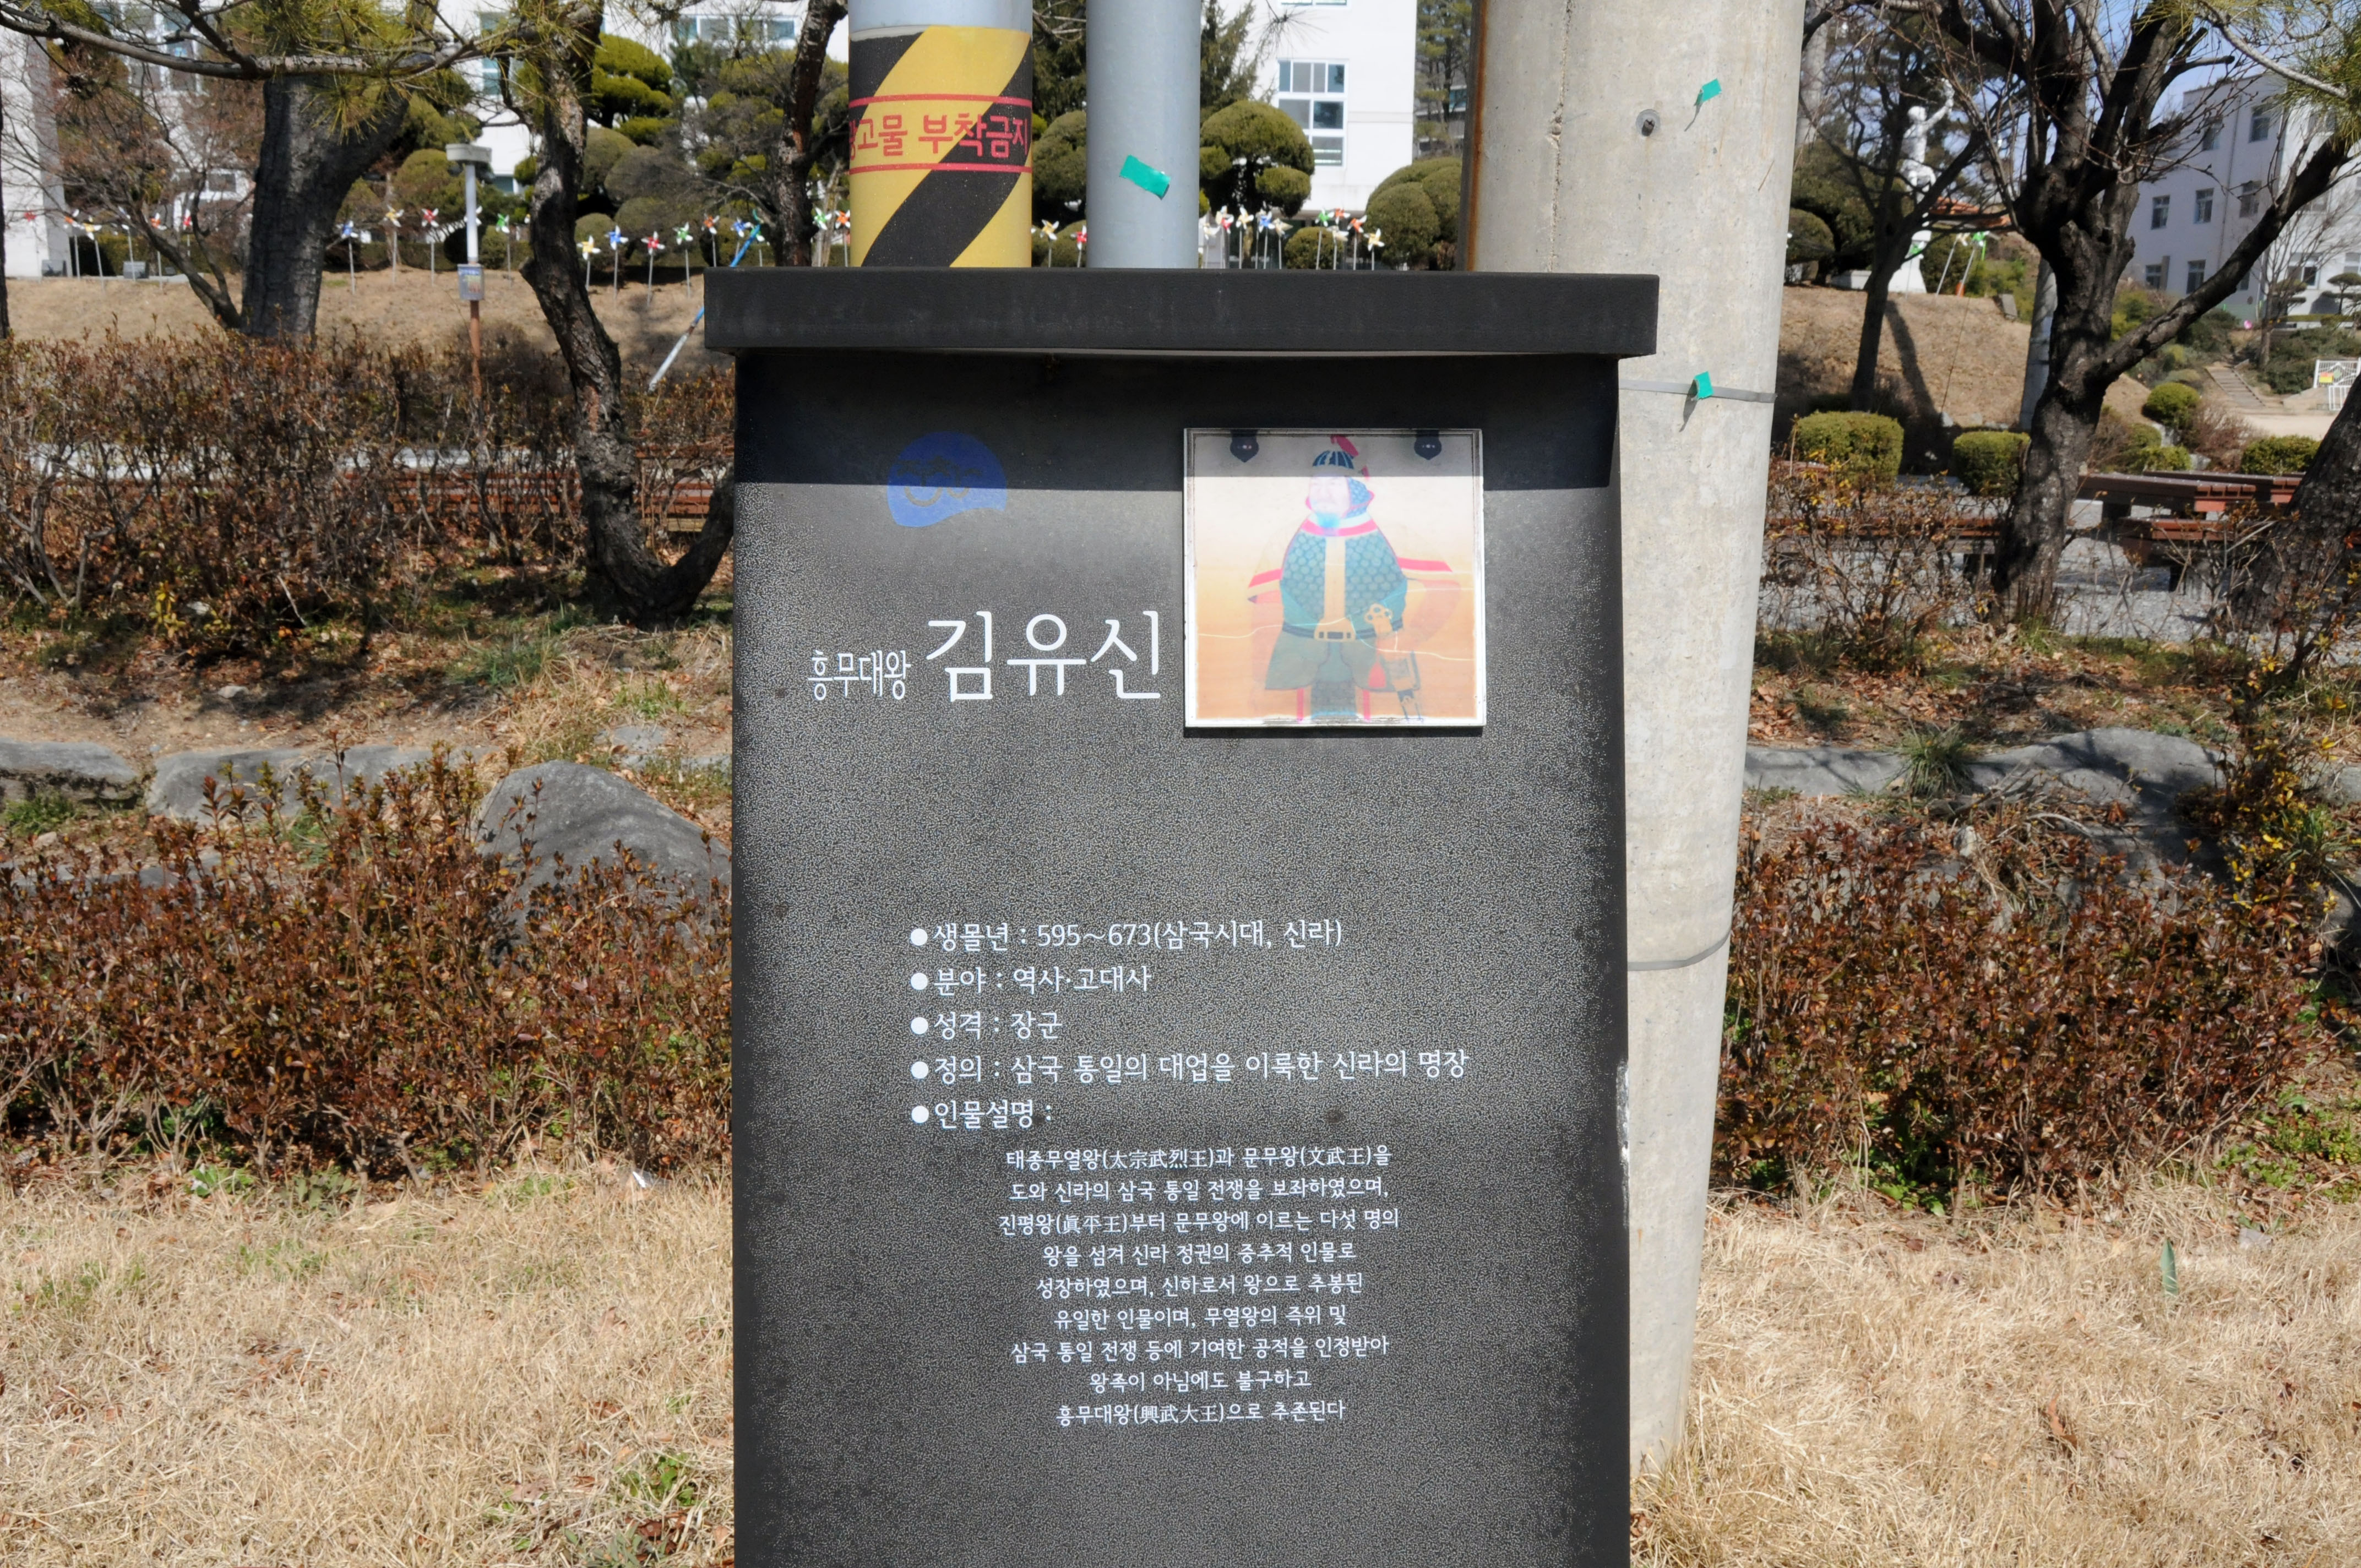 고물 부착금지
흥무대왕 김유신
●생몰년 : 595~673(삼국시대, 신라)
●분야 : 역사·고대사
●성격 : 장군
●정의 : 삼국 통일의 대업을 이룩한 신라의 명장
●인물설명 :
태종무열왕(太宗武烈王)과 문무왕(文武王)을
도와 신라의 삼국 통일 전쟁을 보좌하였으며,
진평왕(眞平王)부터 문무왕에 이르는 다섯 명의
왕을 섬겨 신라 정권의 중추적 인물로
성장하였으며, 신하로서 왕으로 추봉된
유일한 인물이며, 무열왕의 즉위 및
삼국 통일 전쟁 등에 기여한 공적을 인정받아
왕족이 아님에도 불구하고
흥무대왕(興武大王)으로 추존된다